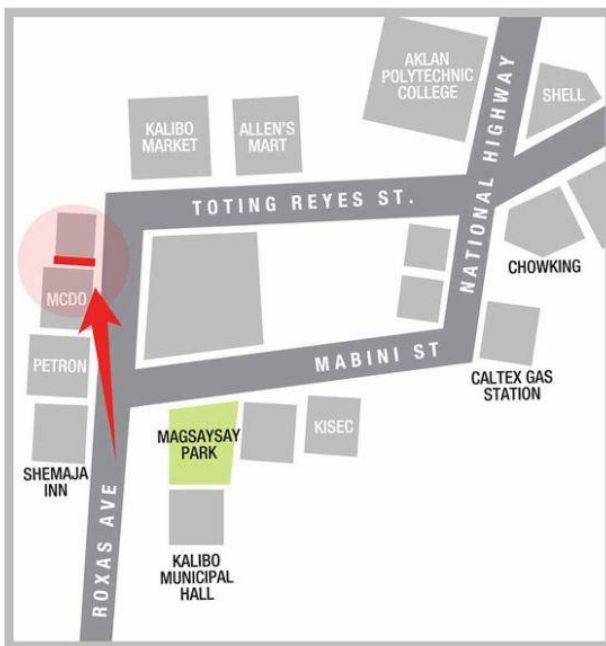 AKLAN
POLYTECHNIC
COLLEGE
NATIONAL HIGHWAY
SHELL
KALIBO
MARKET
ALLEN'S
MART
TOTING REYES ST.
CHOWKING
MCDO
PETRON
MABINI ST
CALTEX GAS
STATION
MAGSAYSAY
PARK
KISEC
SHEMAJA
INN
ROXAS AVE
KALIBO
MUNICIPAL
HALL